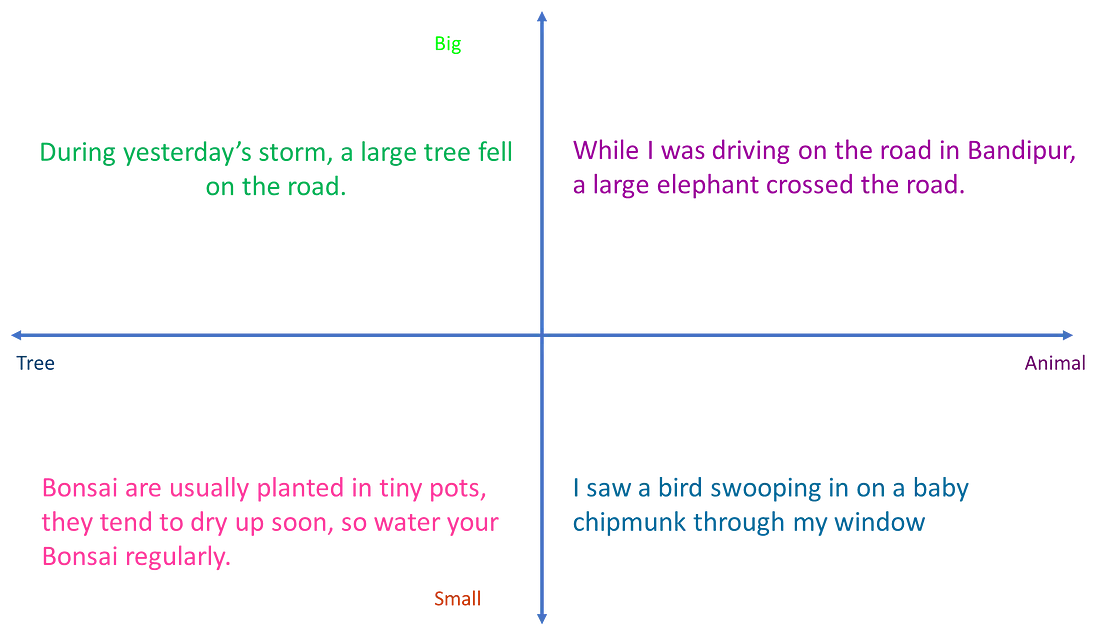 Big
During yesterday’s storm, a large tree fell
on the road.
While I was driving on the road in Bandipur,
a large elephant crossed the road.
Tree
Animal
Bonsai are usually planted in tiny pots,
they tend to dry up soon, so water your
Bonsai regularly.
I saw a bird swooping in on a baby
chipmunk through my window
Small